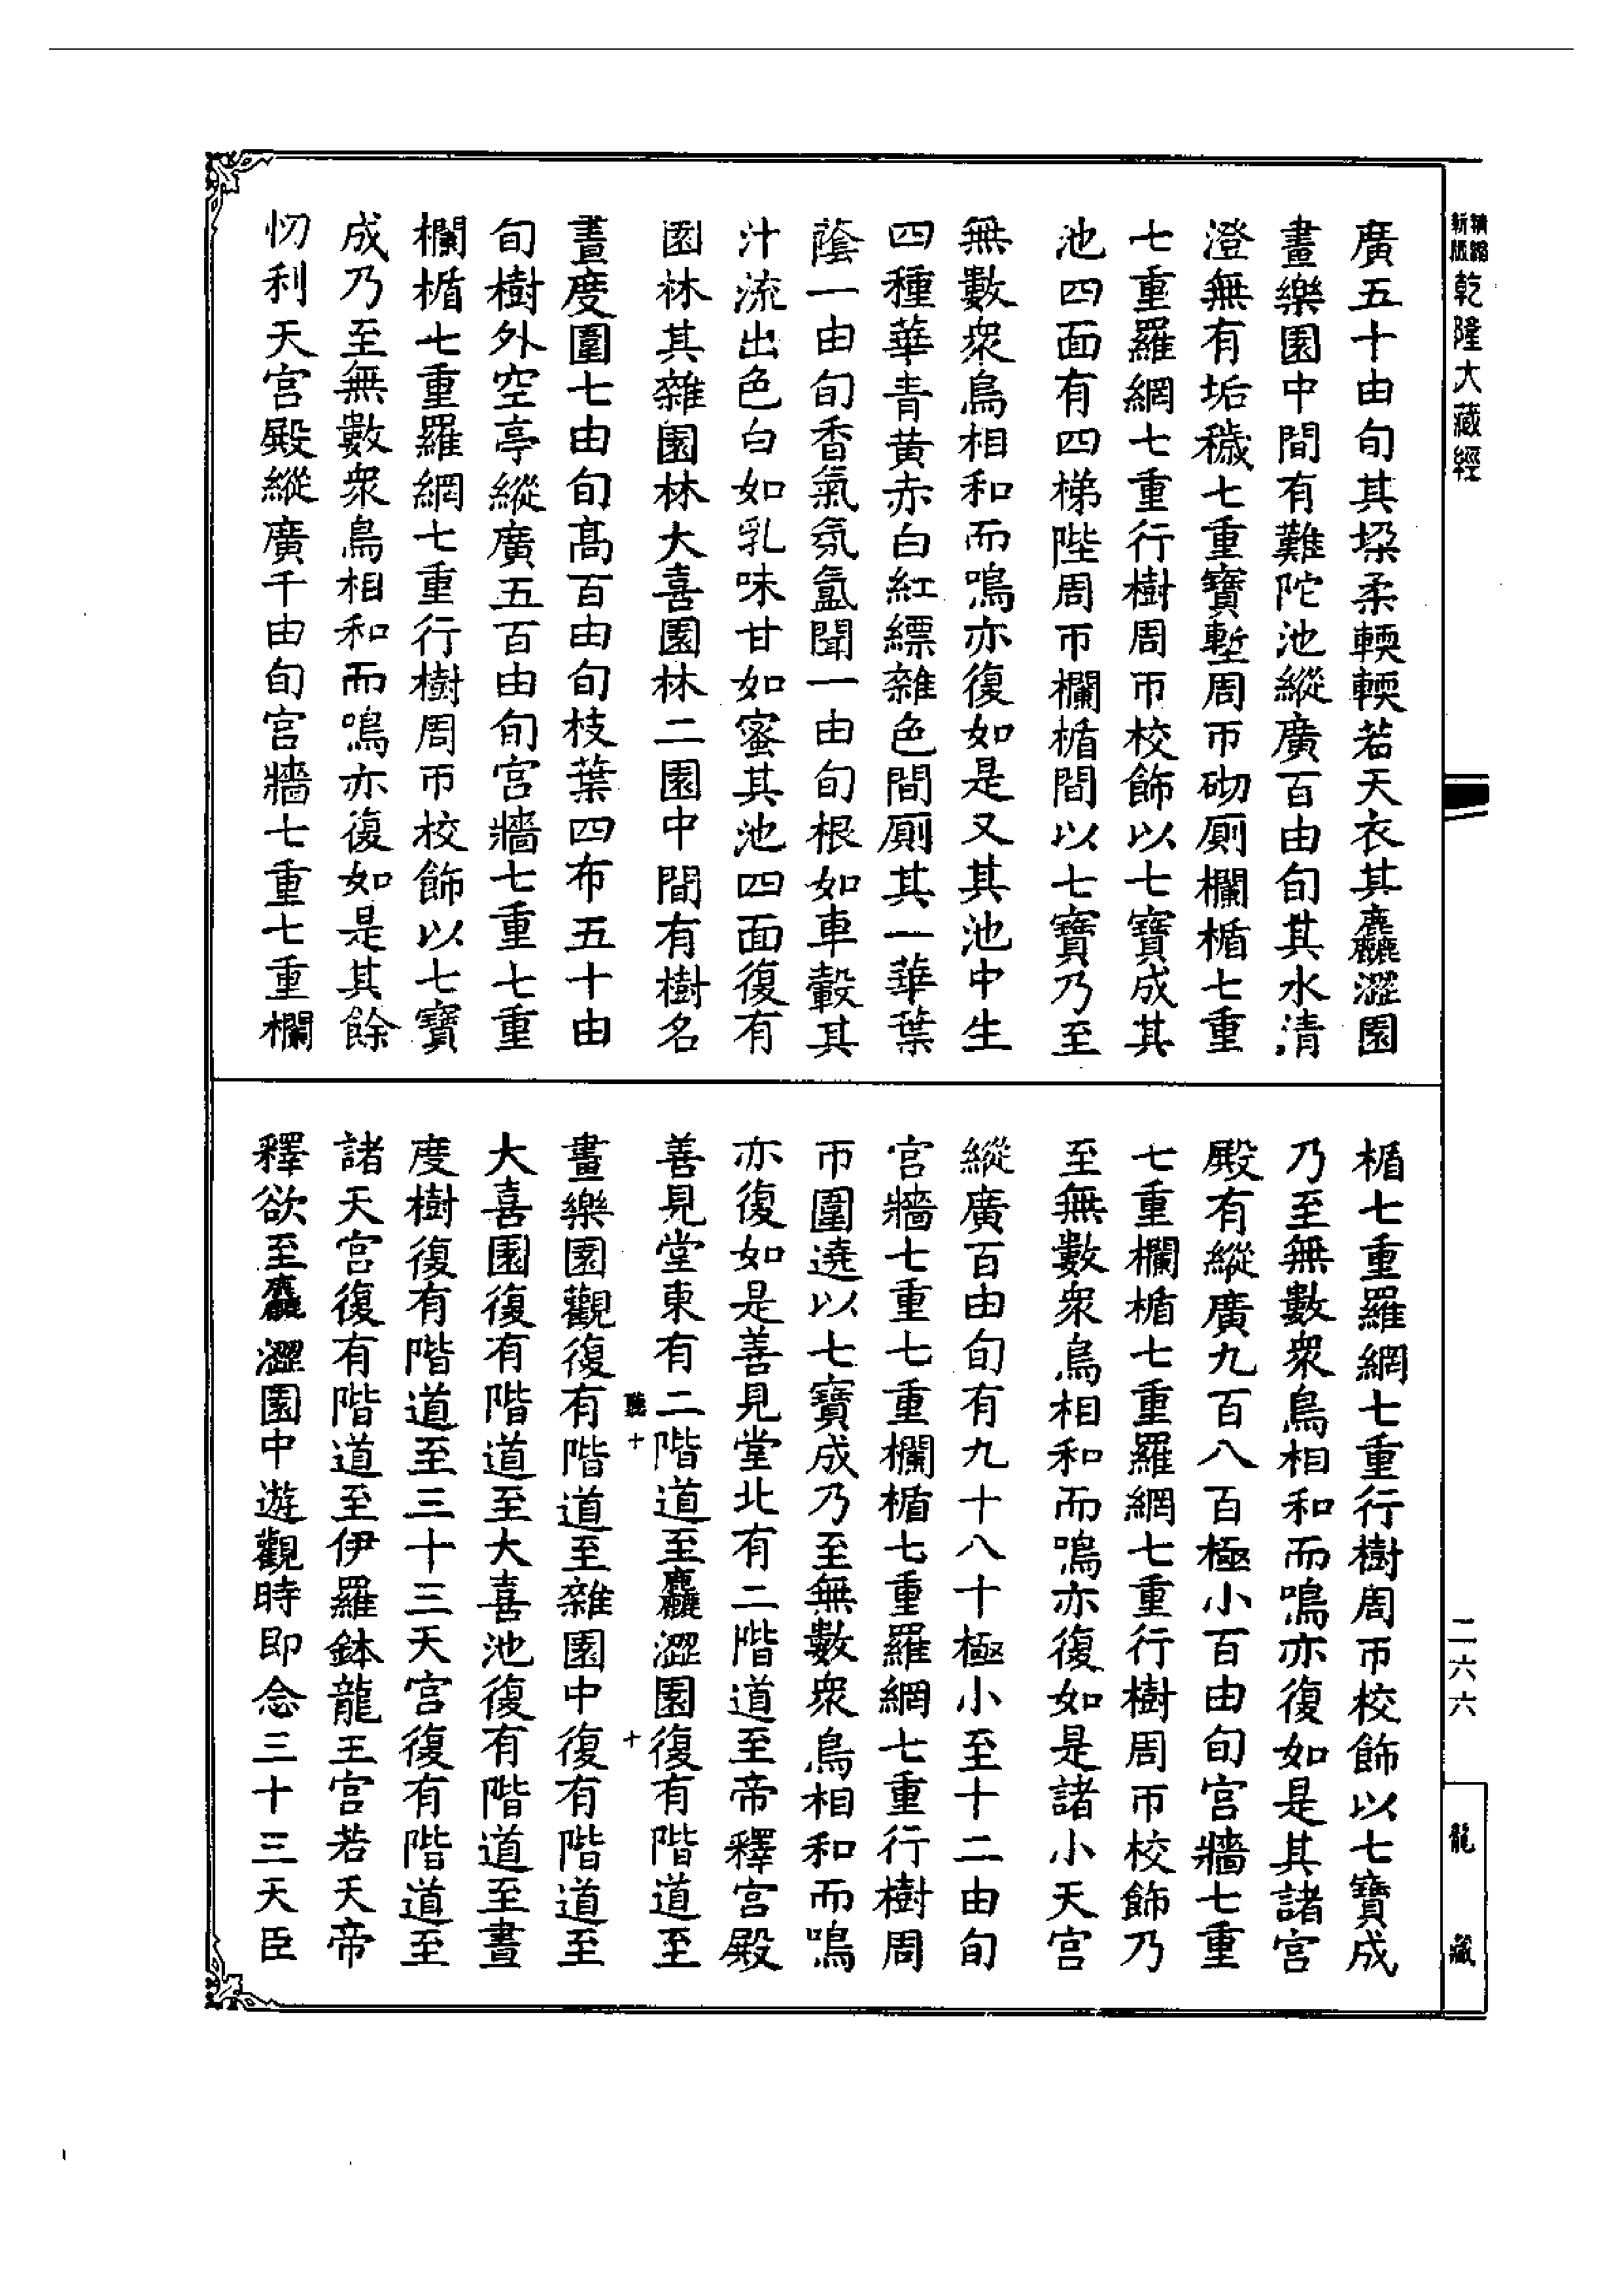 精縮
新版
乾隆大藏經
廣五十由旬其垜柔輭輭若天衣其麤澀園
晝樂園中間有難陀池縱廣百由旬其水清
澄無有垢穢七重寶塹周帀砌厠欄楯七重
七重羅網七重行樹周帀校飾以七寶成其
池四面有四梯陛周帀欄楯間以七寶乃至
無數衆鳥相和而鳴亦復如是又其池中生
四種華青黄赤白紅縹雜色間厠其一華葉
蔭一由旬香氣氛氳聞一由旬根如車轂其
汁流出色白如乳味甘如蜜其池四面復有
園林其雜園林大喜園林二園中間有樹名
晝度圍七由旬髙百由旬枝葉四布五十由
旬樹外空亭縱廣五百由旬宮牆七重七重
欄楯七重羅網七重行樹周帀校飾以七寶
成乃至無數衆鳥相和而鳴亦復如是其餘
忉利天宮殿縱廣千由旬宮牆七重七重欄
楯七重羅網七重行樹周帀校飾以七寶成
乃至無數衆鳥相和而鳴亦復如是其諸宮
殿有縱廣九百八百極小百由旬宮牆七重
七重欄楯七重羅網七重行樹周帀校飾乃
至無數衆鳥相和而鳴亦復如是諸小天宮
縱廣百由旬有九十八十極小至十二由旬
宮牆七重七重欄楯七重羅網七重行樹周
帀圍遶以七寶成乃至無數衆鳥相和而鳴
亦復如是善見堂北有二階道至帝釋宮殿
善見堂東有二階道至麤澀園復有階道至
十
十
畫樂園觀復有階道至雜園中復有階道至
大喜園復有階道至大喜池復有階道至晝
度樹復有階道至三十三天宮復有階道至
諸天宮復有階道至伊羅鉢龍王宮若天帝
釋欲至麤澀園中遊觀時即念三十三天臣
二六六
龍藏